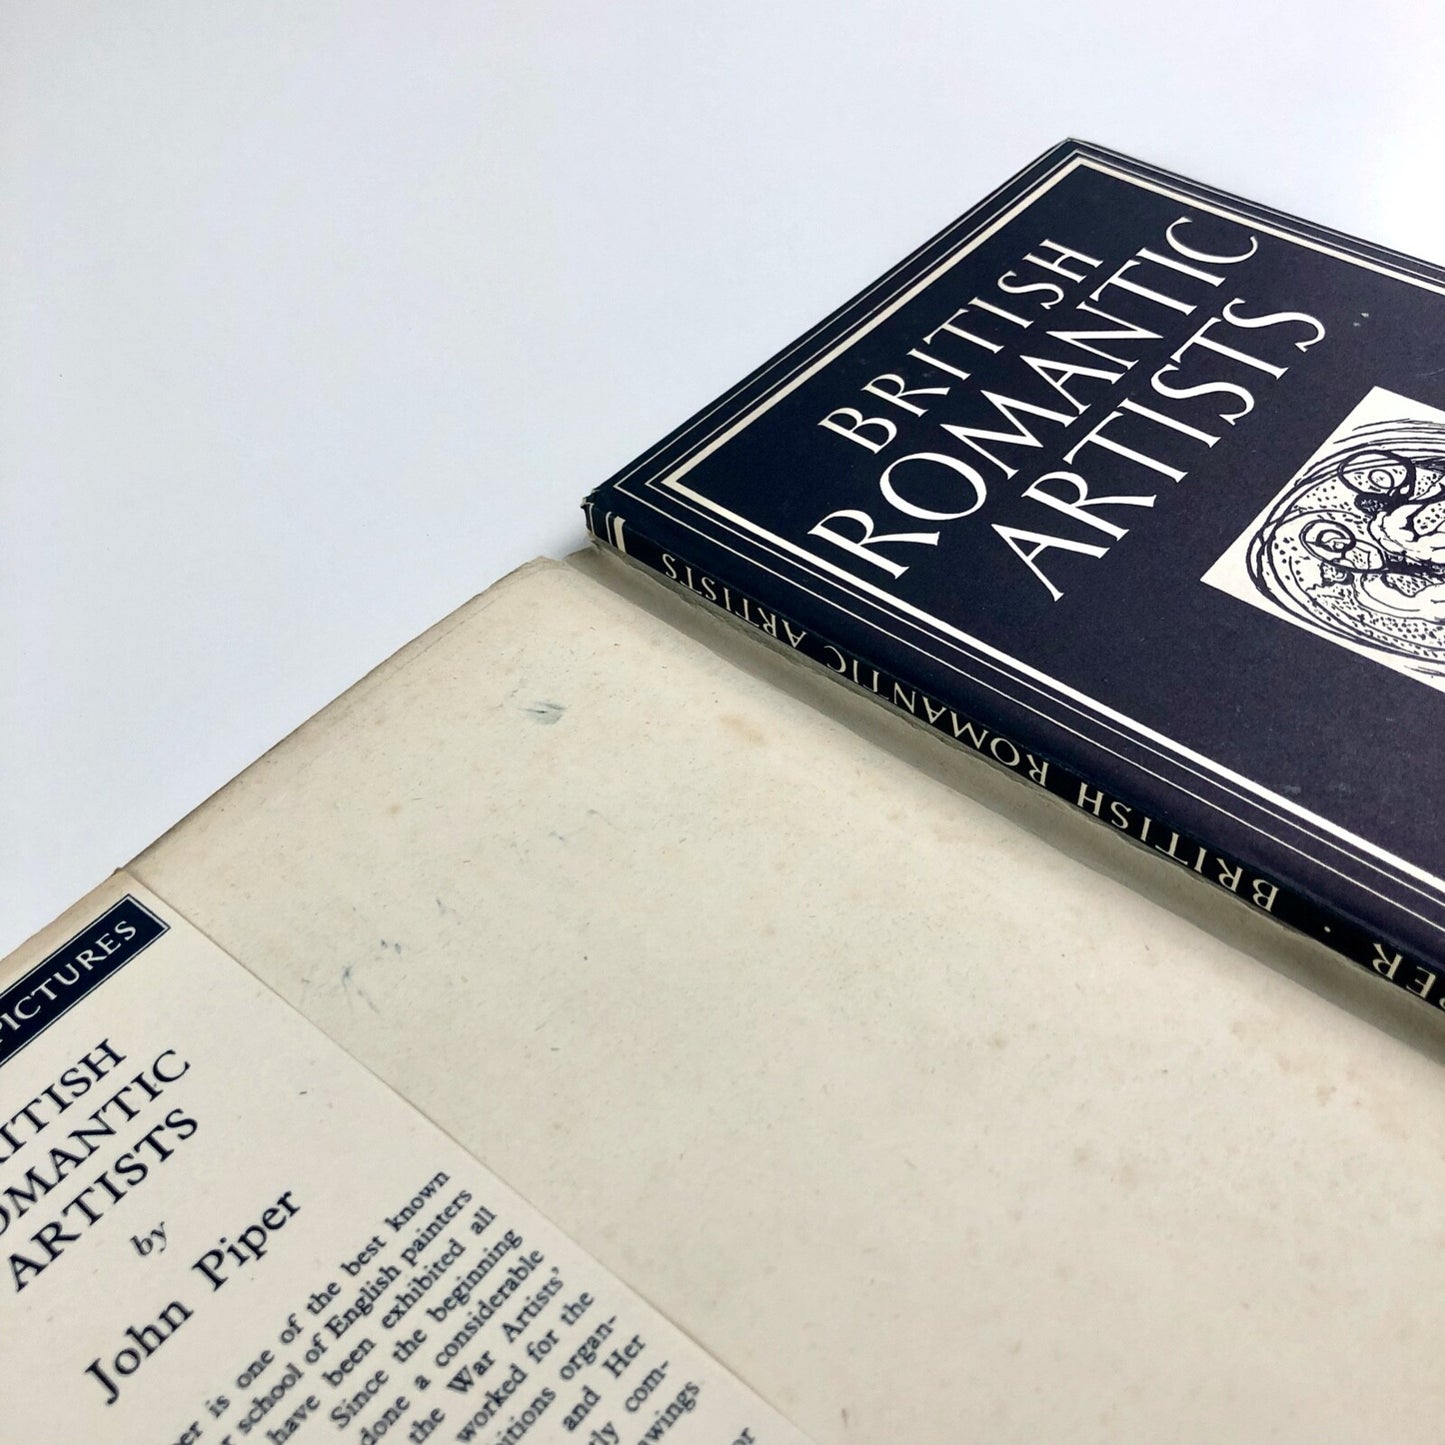 BRITISH
ROMANTIC
ARTISTS
PICTURES
ARTISTS
by
John Piper
is one of the best known
school of English painters
have been exhibited all
Since the beginning
done a considerable
the War Artists'
worked for the
organ-
and Her
com-
BRITISH ROMANTIC ARTISTS